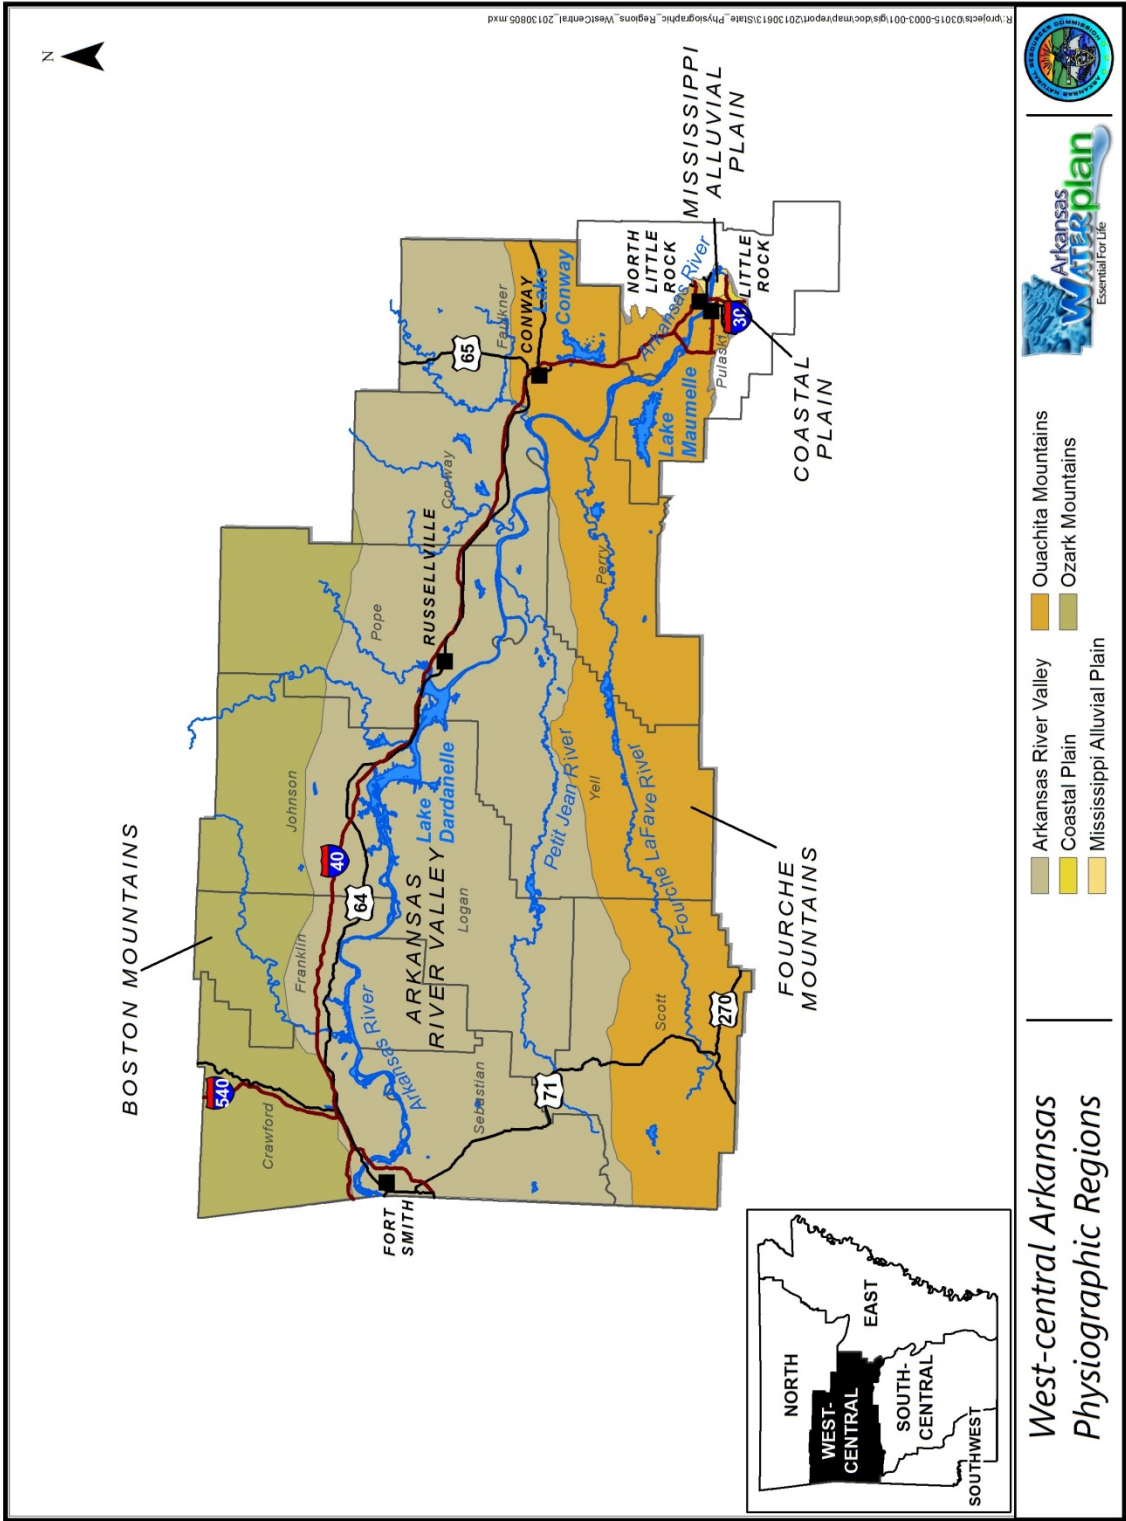 R:\projects\03015-0003-001\gis\doc\map\report\20130613\State_Physiographic_Regions_WestCentral_20130805.mxd
N
BOSTON MOUNTAINS
540
Crawford
Franklin
Johnson
Pope
40
64
65
Faulkner
FORT
SMITH
Arkansas River
ARKANSAS
RIVER VALLEY
Lake
Dardanelle
RUSSELLVILLE
Conway
CONWAY
Lake
Conway
Sebastian
Logan
71
Petit Jean River
Yell
Perry
Fourche LaFave River
Scott
270
FOURCHE
MOUNTAINS
Lake
Maumelle
Arkansas River
Pulaski
NORTH
LITTLE
ROCK
LITTLE
ROCK
30
MISSISSIPPI
ALLUVIAL
PLAIN
COASTAL
PLAIN
NORTH
WEST-
CENTRAL
EAST
SOUTH-
CENTRAL
SOUTHWEST
West-central Arkansas
Physiographic Regions
Arkansas River Valley
Coastal Plain
Mississippi Alluvial Plain
Ouachita Mountains
Ozark Mountains
Arkansas
WATERplan
Essential For Life
ARKANSAS NATURAL RESOURCES COMMISSION